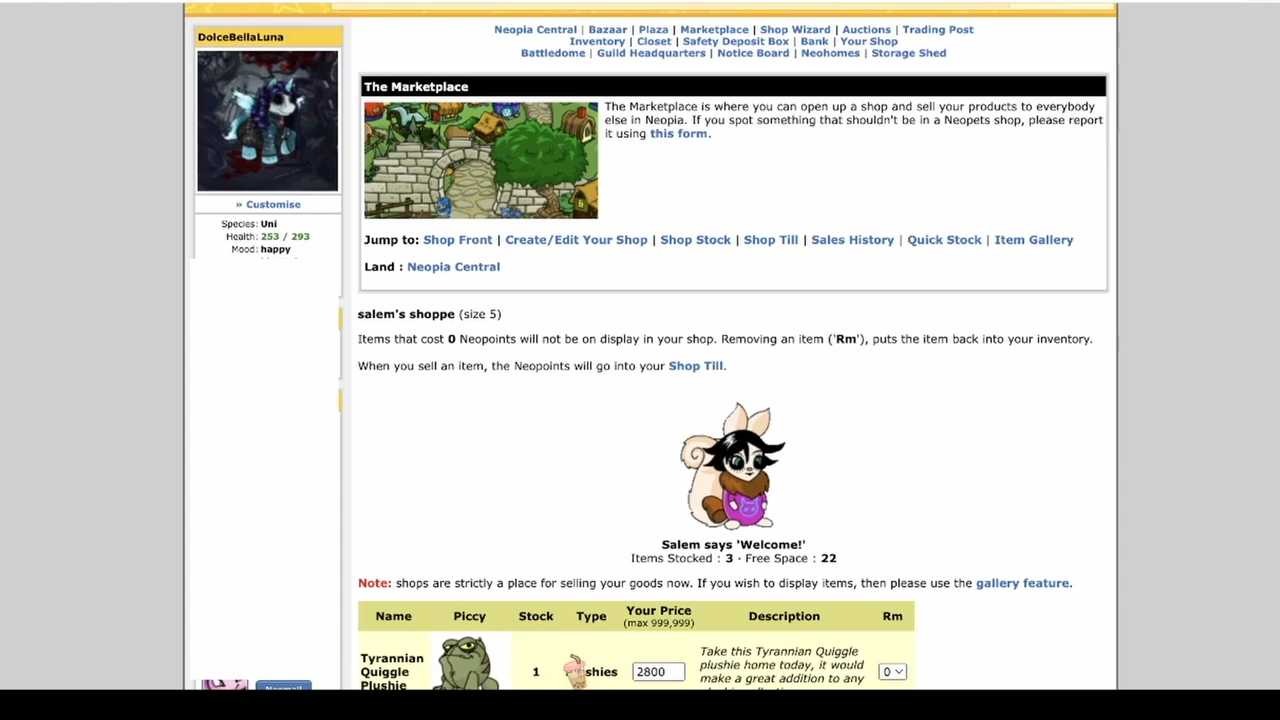 DolceBellaLuna
» Customise
Species: Uni
Health: 253 / 293
Mood: happy
Neopia Central | Bazaar | Plaza | Marketplace | Shop Wizard | Auctions | Trading Post
Inventory | Closet | Safety Deposit Box | Bank | Your Shop
Battledome | Guild Headquarters | Notice Board | Neohomes | Storage Shed
The Marketplace
The Marketplace is where you can open up a shop and sell your products to everybody
else in Neopia. If you spot something that shouldn't be in a Neopets shop, please report
it using this form.
Jump to: Shop Front | Create/Edit Your Shop | Shop Stock | Shop Till | Sales History | Quick Stock | Item Gallery
Land : Neopia Central
salem's shoppe (size 5)
Items that cost 0 Neopoints will not be on display in your shop. Removing an item ('Rm'), puts the item back into your inventory.
When you sell an item, the Neopoints will go into your Shop Till.
Salem says 'Welcome!'
Items Stocked : 3 · Free Space : 22
Note: shops are strictly a place for selling your goods now. If you wish to display items, then please use the gallery feature.
Name Piccy Stock Type Your Price (max 999,999) Description Rm
Tyrannian
Quiggle
Plushie
1
shies
2800
Take this Tyrannian Quiggle
plushie home today, it would
make a great addition to any
0